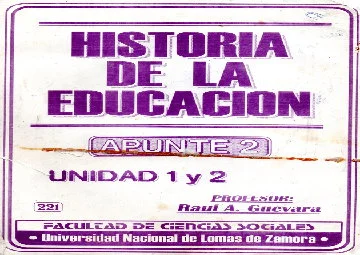 HISTORIA
DE LA
EDUCACION
APUNTE 2
UNIDAD 1 y 2
PROFESOR:
221
Raul A. Guevara
FACULTAD DE CIENCIAS SOCIALES
• Universidad Nacional de Lomas de Zamora •